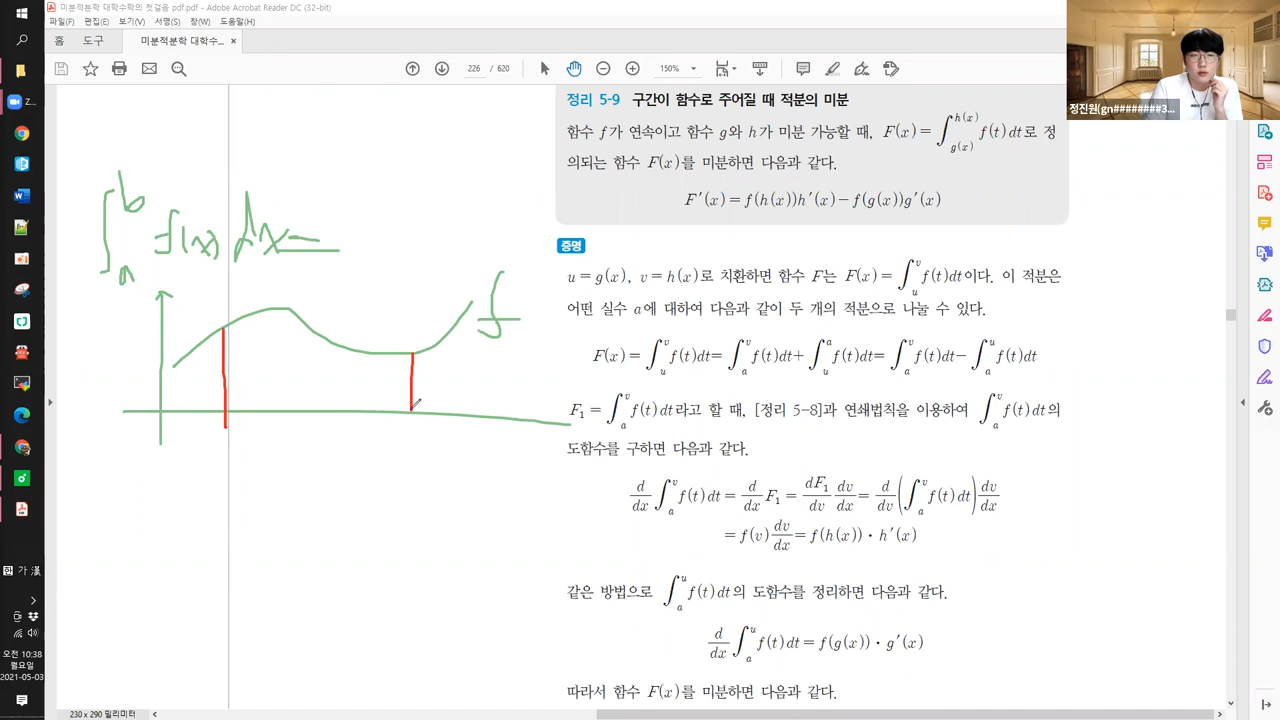 미분적분학 대학수학의 첫걸음 pdf.pdf - Adobe Acrobat Reader DC (32-bit)
파일(F) 편집(E) 보기(V) 서명(S) 창(W) 도움말(H)
홈 도구 미분적분학 대학수... ×
226 / 620 150%
정진원(gn########3...
Z...
정리 5-9 구간이 함수로 주어질 때 적분의 미분
함수 f가 연속이고 함수 g와 h가 미분 가능할 때, F(x)=∫_{g(x)}^{h(x)} f(t)dt로 정
의되는 함수 F(x)를 미분하면 다음과 같다.
F′(x)=f(h(x))h′(x)−f(g(x))g′(x)
증명
u=g(x), v=h(x)로 치환하면 함수 F는 F(x)=∫_u^v f(t)dt이다. 이 적분은
어떤 실수 a에 대하여 다음과 같이 두 개의 적분으로 나눌 수 있다.
F(x)=∫_u^v f(t)dt=∫_a^v f(t)dt+∫_u^a f(t)dt=∫_a^v f(t)dt−∫_a^u f(t)dt
F₁=∫_a^v f(t)dt라고 할 때, [정리 5-8]과 연쇄법칙을 이용하여 ∫_a^v f(t)dt의
도함수를 구하면 다음과 같다.
d/dx ∫_a^v f(t)dt = d/dx F₁ = dF₁/dv dv/dx = d/dv (∫_a^v f(t)dt) dv/dx
= f(v) dv/dx = f(h(x))·h′(x)
같은 방법으로 ∫_a^u f(t)dt의 도함수를 정리하면 다음과 같다.
d/dx ∫_a^u f(t)dt = f(g(x))·g′(x)
따라서 함수 F(x)를 미분하면 다음과 같다.
∫_a^b f(x) dx=
f
한 가 漢
오전 10:38
월요일
2021-05-03
230 x 290 밀리미터